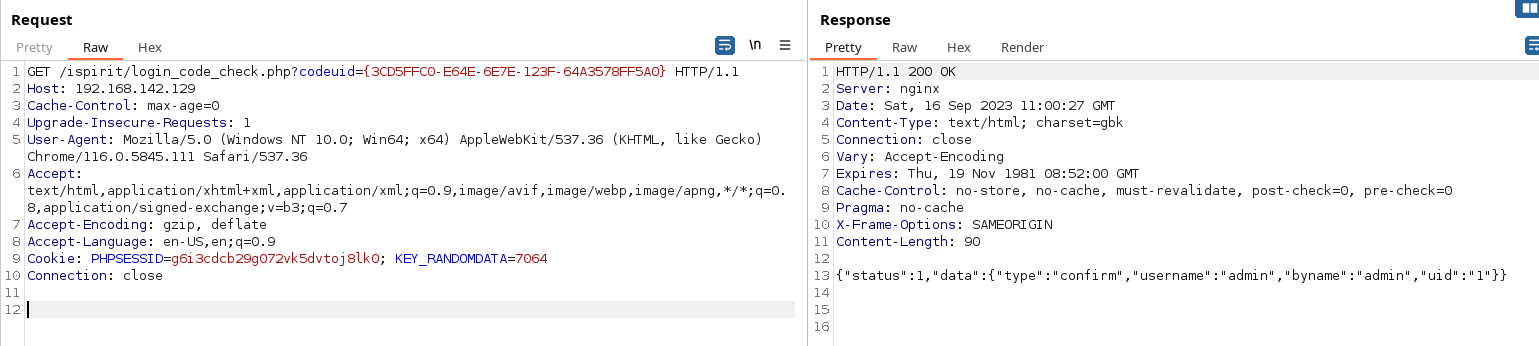 Request
Pretty Raw Hex
\n
1 GET /ispirit/login_code_check.php?codeuid={3CD5FFC0-E64E-6E7E-123F-64A3578FF5A0} HTTP/1.1
2 Host: 192.168.142.129
3 Cache-Control: max-age=0
4 Upgrade-Insecure-Requests: 1
5 User-Agent: Mozilla/5.0 (Windows NT 10.0; Win64; x64) AppleWebKit/537.36 (KHTML, like Gecko)
Chrome/116.0.5845.111 Safari/537.36
6 Accept:
text/html,application/xhtml+xml,application/xml;q=0.9,image/avif,image/webp,image/apng,*/*;q=0.
8,application/signed-exchange;v=b3;q=0.7
7 Accept-Encoding: gzip, deflate
8 Accept-Language: en-US,en;q=0.9
9 Cookie: PHPSESSID=g6i3cdcb29g072vk5dvtoj8lk0; KEY_RANDOMDATA=7064
10 Connection: close
11
12
Response
Pretty Raw Hex Render
1 HTTP/1.1 200 OK
2 Server: nginx
3 Date: Sat, 16 Sep 2023 11:00:27 GMT
4 Content-Type: text/html; charset=gbk
5 Connection: close
6 Vary: Accept-Encoding
7 Expires: Thu, 19 Nov 1981 08:52:00 GMT
8 Cache-Control: no-store, no-cache, must-revalidate, post-check=0, pre-check=0
9 Pragma: no-cache
10 X-Frame-Options: SAMEORIGIN
11 Content-Length: 90
12
13 {"status":1,"data":{"type":"confirm","username":"admin","byname":"admin","uid":"1"}}
14
15
16